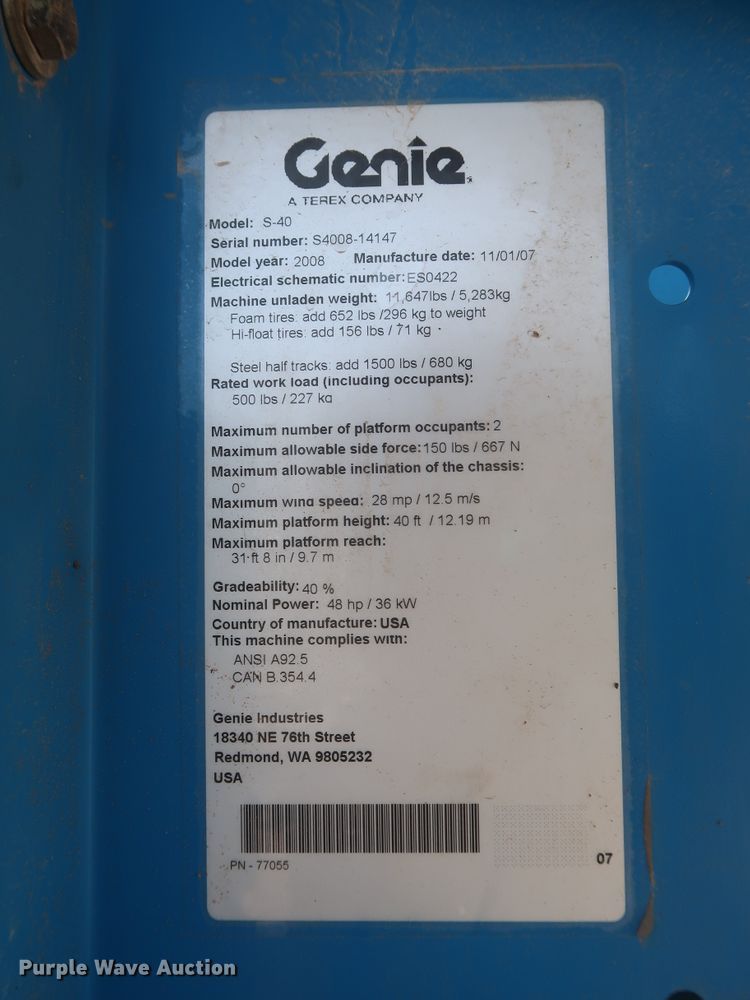 Genie
A TEREX COMPANY
Model: S-40
Serial number: S4008-14147
Model year: 2008 Manufacture date: 11/01/07
Electrical schematic number: ES0422
Machine unladen weight: 11,647lbs / 5,283kg
Foam tires: add 652 lbs /296 kg to weight
Hi-float tires: add 156 lbs / 71 kg
Steel half tracks: add 1500 lbs / 680 kg
Rated work load (including occupants):
500 lbs / 227 kg
Maximum number of platform occupants: 2
Maximum allowable side force: 150 lbs / 667 N
Maximum allowable inclination of the chassis:
0°
Maximum wind speed: 28 mp / 12.5 m/s
Maximum platform height: 40 ft / 12.19 m
Maximum platform reach:
31 ft 8 in / 9.7 m
Gradeability: 40 %
Nominal Power: 48 hp / 36 kW
Country of manufacture: USA
This machine complies with:
ANSI A92.5
CAN B.354.4
Genie Industries
18340 NE 76th Street
Redmond, WA 9805232
USA
PN - 77055
07
Purple Wave Auction